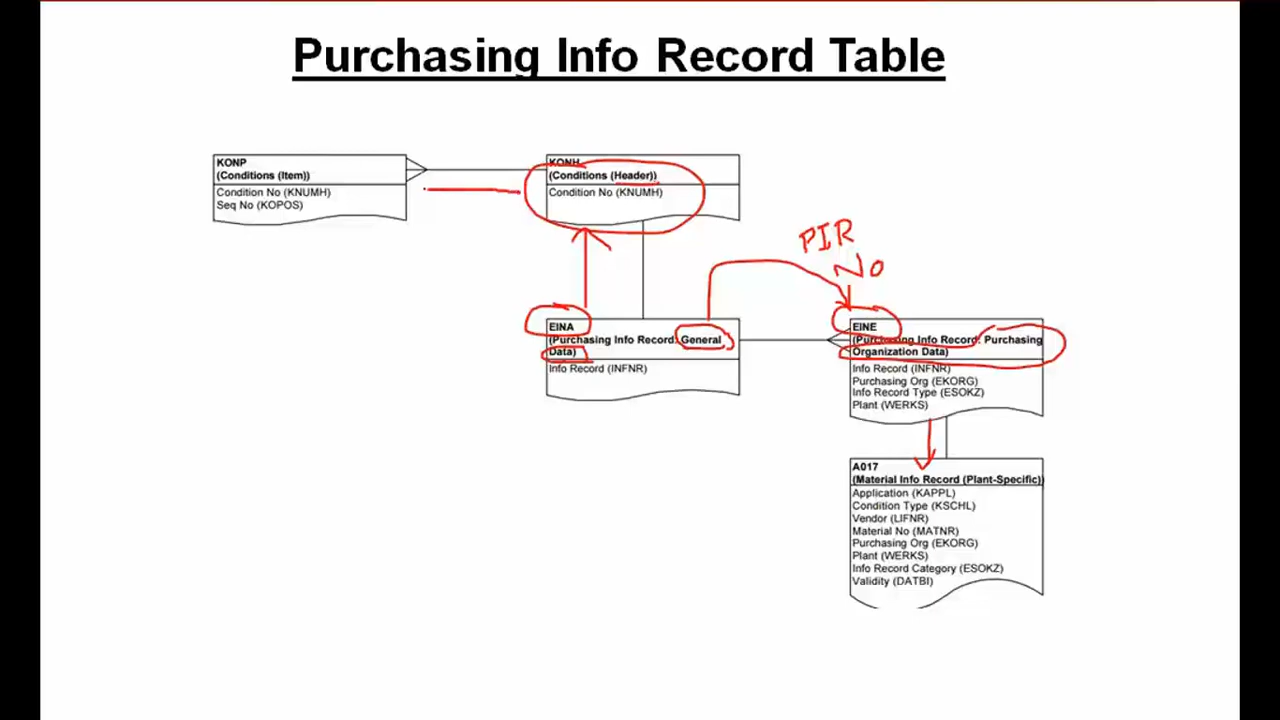 Purchasing Info Record Table
KONP
(Conditions (Item))
Condition No (KNUMH)
Seq No (KOPOS)
KONH
(Conditions (Header))
Condition No (KNUMH)
PIR
No
EINA
(Purchasing Info Record: General
Data)
Info Record (INFNR)
EINE
(Purchasing Info Record: Purchasing
Organization Data)
Info Record (INFNR)
Purchasing Org (EKORG)
Info Record Type (ESOKZ)
Plant (WERKS)
A017
(Material Info Record (Plant-Specific))
Application (KAPPL)
Condition Type (KSCHL)
Vendor (LIFNR)
Material No (MATNR)
Purchasing Org (EKORG)
Plant (WERKS)
Info Record Category (ESOKZ)
Validity (DATBI)